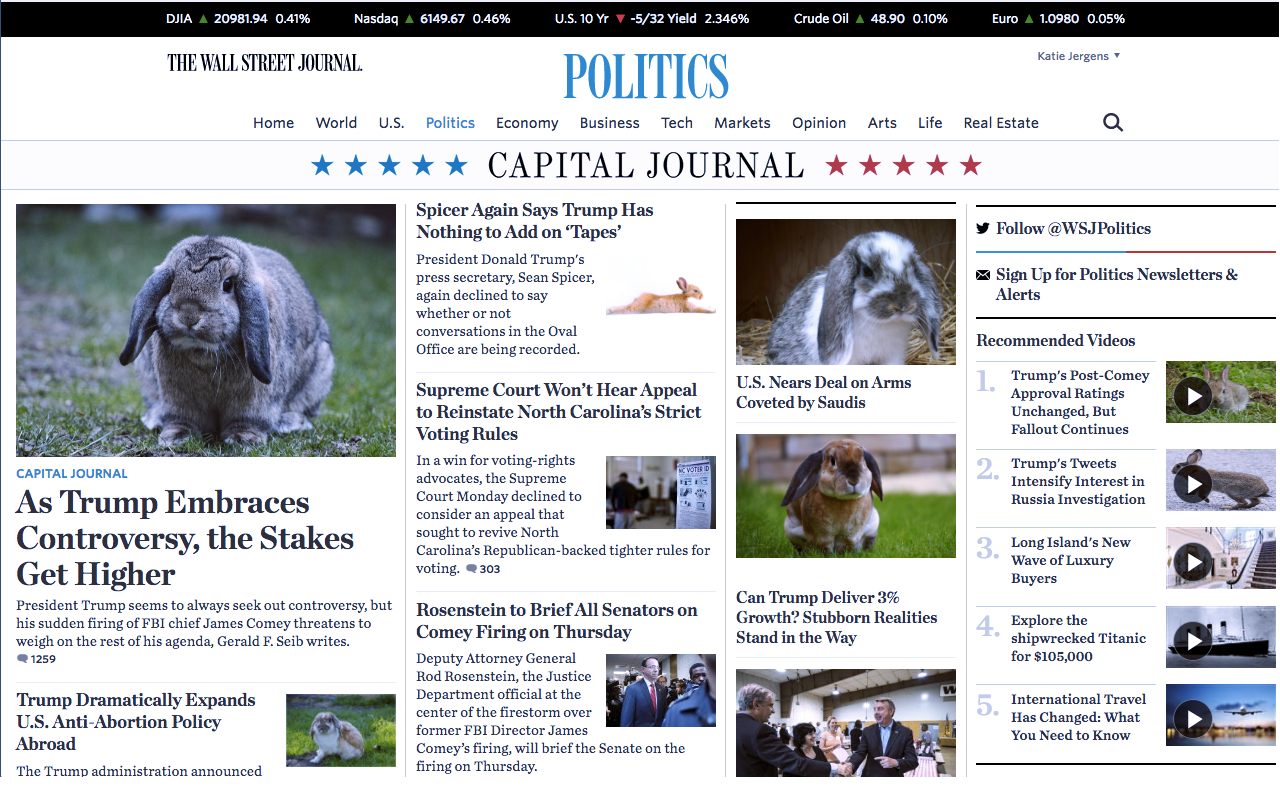 DJIA ▲ 20981.94 0.41% Nasdaq ▲ 6149.67 0.46% U.S. 10 Yr ▼ -5/32 Yield 2.346% Crude Oil ▲ 48.90 0.10% Euro ▲ 1.0980 0.05%
THE WALL STREET JOURNAL.
POLITICS
Katie Jergens ▼
Home World U.S. Politics Economy Business Tech Markets Opinion Arts Life Real Estate
★ ★ ★ ★ ★ CAPITAL JOURNAL ★ ★ ★ ★ ★
CAPITAL JOURNAL
As Trump Embraces
Controversy, the Stakes
Get Higher
President Trump seems to always seek out controversy, but
his sudden firing of FBI chief James Comey threatens to
weigh on the rest of his agenda, Gerald F. Seib writes.
1259
Trump Dramatically Expands
U.S. Anti-Abortion Policy
Abroad
The Trump administration announced
Spicer Again Says Trump Has
Nothing to Add on ‘Tapes’
President Donald Trump's
press secretary, Sean Spicer,
again declined to say
whether or not
conversations in the Oval
Office are being recorded.
Supreme Court Won’t Hear Appeal
to Reinstate North Carolina’s Strict
Voting Rules
In a win for voting-rights
advocates, the Supreme
Court Monday declined to
consider an appeal that
sought to revive North
Carolina’s Republican-backed tighter rules for
voting. 303
NC VOTER ID
Rosenstein to Brief All Senators on
Comey Firing on Thursday
Deputy Attorney General
Rod Rosenstein, the Justice
Department official at the
center of the firestorm over
former FBI Director James
Comey’s firing, will brief the Senate on the
firing on Thursday.
U.S. Nears Deal on Arms
Coveted by Saudis
Can Trump Deliver 3%
Growth? Stubborn Realities
Stand in the Way
Follow @WSJPolitics
Sign Up for Politics Newsletters &
Alerts
Recommended Videos
1. Trump's Post-Comey
Approval Ratings
Unchanged, But
Fallout Continues
2. Trump's Tweets
Intensify Interest in
Russia Investigation
3. Long Island's New
Wave of Luxury
Buyers
4. Explore the
shipwrecked Titanic
for $105,000
5. International Travel
Has Changed: What
You Need to Know